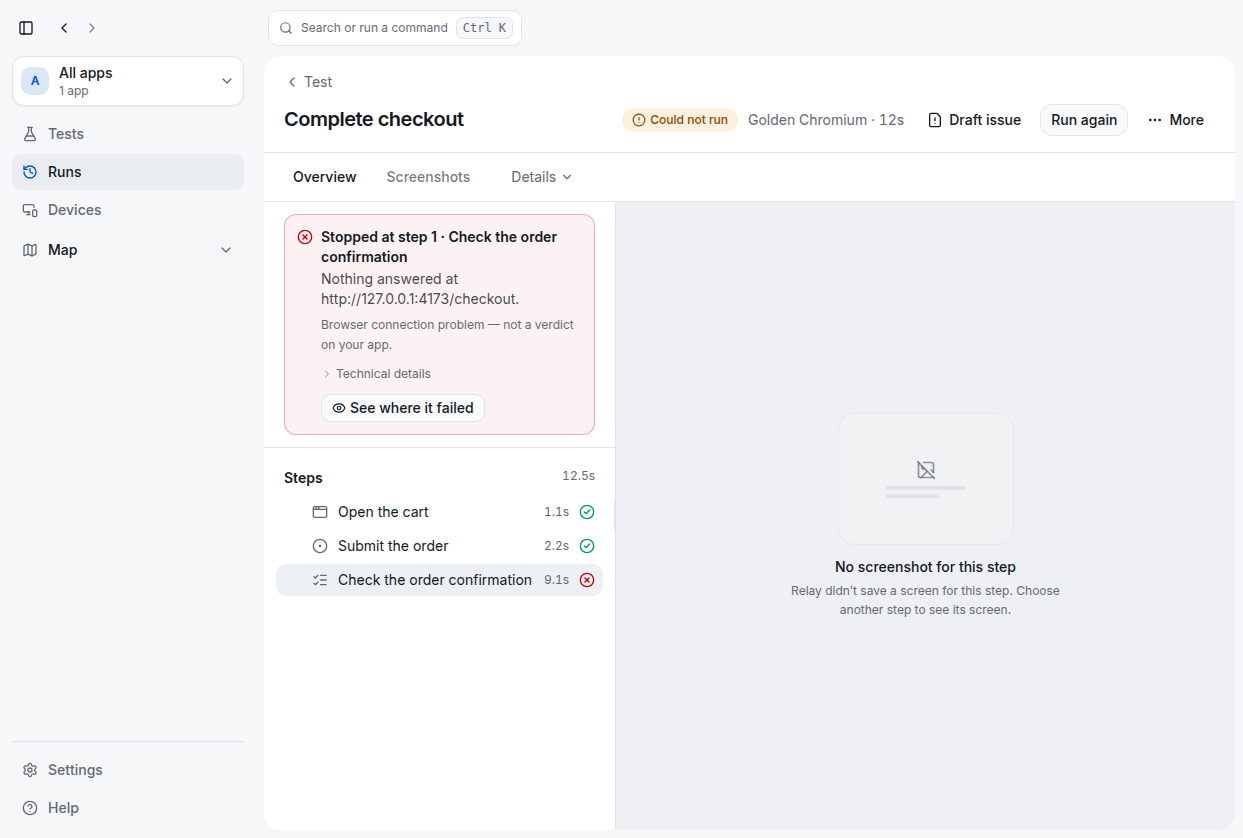 Search or run a command Ctrl K
A
All apps
1 app
Tests
Runs
Devices
Map
Settings
Help
Test
Complete checkout
Could not run
Golden Chromium · 12s
Draft issue
Run again
More
Overview
Screenshots
Details
Stopped at step 1 · Check the order
confirmation
Nothing answered at
http://127.0.0.1:4173/checkout.
Browser connection problem — not a verdict
on your app.
Technical details
See where it failed
Steps 12.5s
Open the cart 1.1s
Submit the order 2.2s
Check the order confirmation 9.1s
No screenshot for this step
Relay didn’t save a screen for this step. Choose
another step to see its screen.